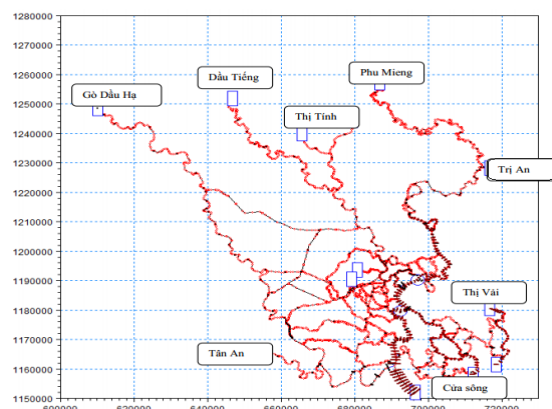 1280000
1270000
1260000
Phu Mieng
Dầu Tiếng
Gò Dầu Hạ
1250000
Thị Tính
1240000
1230000
Trị An
1220000
1210000
1200000
1190000
Thị Vải
1180000
1170000
Tân An
1160000
Cửa sông
1150000
600000 620000 640000 660000 680000 700000 720000